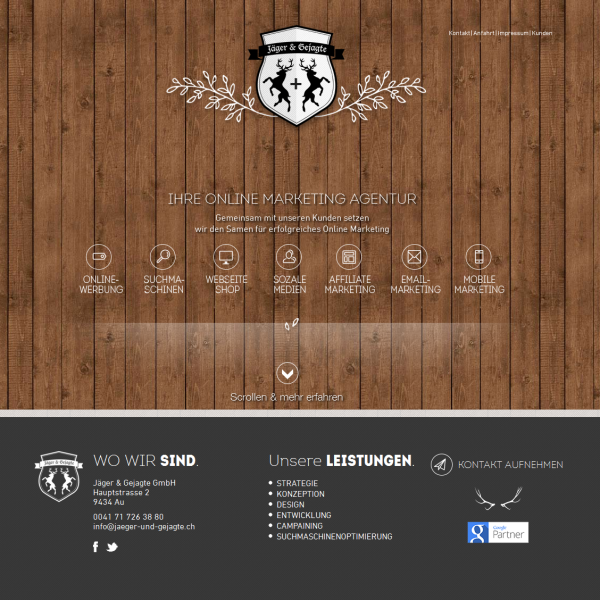 Kontakt | Anfahrt | Impressum | Kunden
Jäger & Gejagte
IHRE ONLINE MARKETING AGENTUR
Gemeinsam mit unseren Kunden setzen
wir den Samen für erfolgreiches Online Marketing
ONLINE-
WERBUNG
SUCHMA-
SCHINEN
WEBSEITE
SHOP
SOZALE
MEDIEN
AFFILIATE
MARKETING
EMAIL-
MARKETING
MOBILE
MARKETING
Scrollen & mehr erfahren
Jäger & Gejagte
WO WIR SIND.
Jäger & Gejagte GmbH
Hauptstrasse 2
9434 Au
0041 71 726 38 80
info@jaeger-und-gejagte.ch
Unsere LEISTUNGEN.
STRATEGIE
KONZEPTION
DESIGN
ENTWICKLUNG
CAMPAINING
SUCHMASCHINENOPTIMIERUNG
KONTAKT AUFNEHMEN
Google
Partner